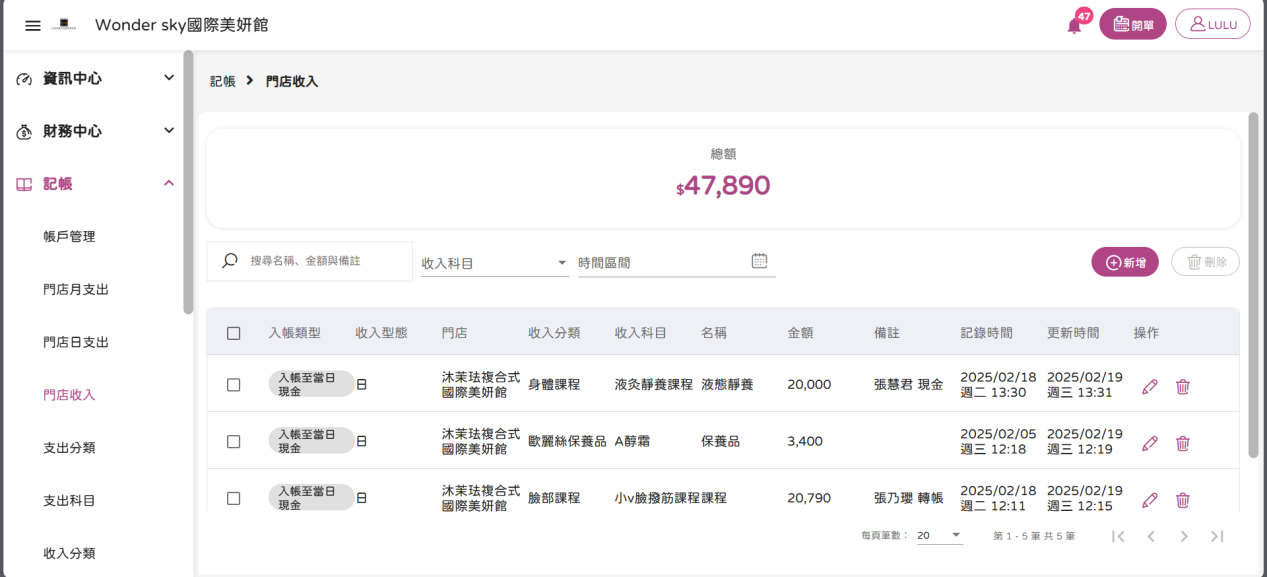 Wonder sky國際美妍館
47
開單
LULU
資訊中心
財務中心
記帳
帳戶管理
門店月支出
門店日支出
門店收入
支出分類
支出科目
收入分類
記帳 > 門店收入
總額
$47,890
搜尋名稱、金額與備註
收入科目
時間區間
新增
刪除
入帳類型 收入型態 門店 收入分類 收入科目 名稱 金額 備註 記錄時間 更新時間 操作
入帳至當日現金 日 沐茉珐複合式國際美妍館 身體課程 液灸靜養課程 液態靜養 20,000 張慧君 現金 2025/02/18 週二 13:30 2025/02/19 週三 13:31
入帳至當日現金 日 沐茉珐複合式國際美妍館 歐麗絲保養品 A醇霜 保養品 3,400 2025/02/05 週三 12:18 2025/02/19 週三 12:19
入帳至當日現金 日 沐茉珐複合式國際美妍館 臉部課程 小v臉撥筋課程 課程 20,790 張乃瓔 轉帳 2025/02/18 週二 12:11 2025/02/19 週三 12:15
每頁筆數： 20 第 1 - 5 筆 共 5 筆